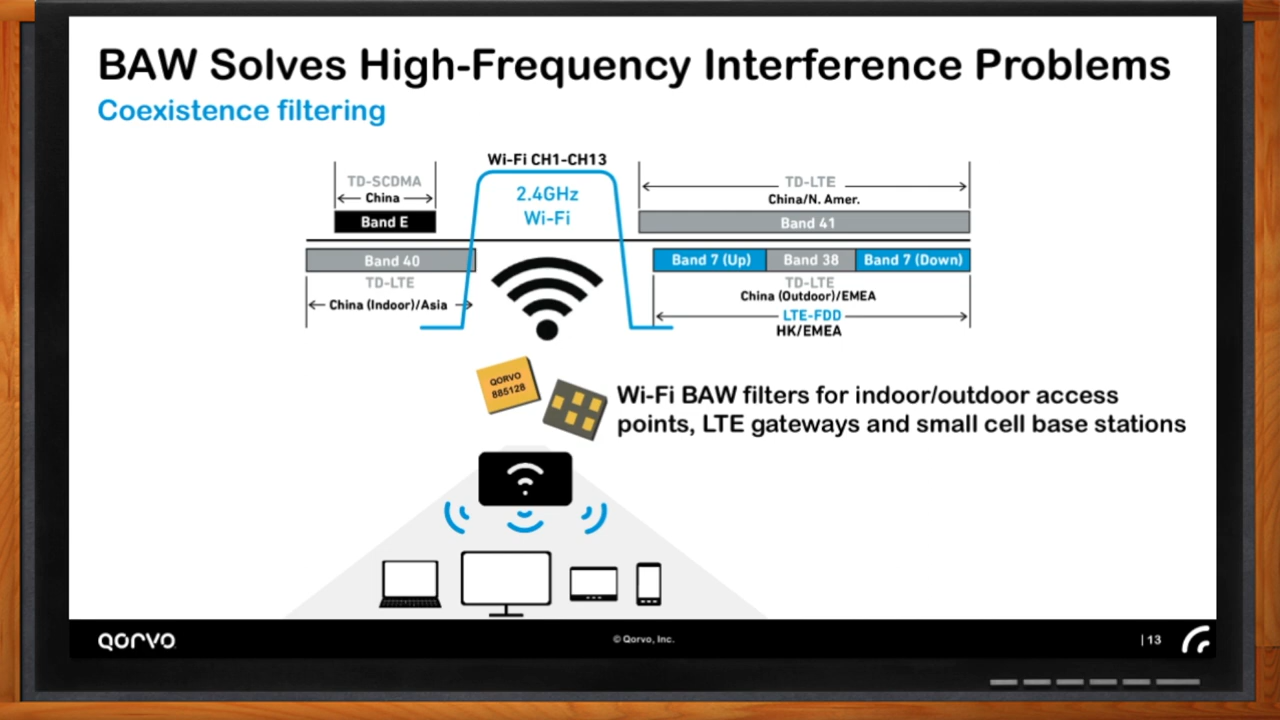 BAW Solves High-Frequency Interference Problems
Coexistence filtering
Wi-Fi CH1-CH13
TD-SCDMA
China
Band E
2.4GHz
Wi-Fi
TD-LTE
China/N. Amer.
Band 41
Band 40
TD-LTE
China (Indoor)/Asia
Band 7 (Up) Band 38 Band 7 (Down)
TD-LTE
China (Outdoor)/EMEA
LTE-FDD
HK/EMEA
QORVO
885128
Wi-Fi BAW filters for indoor/outdoor access
points, LTE gateways and small cell base stations
QORVO
© Qorvo, Inc.
| 13